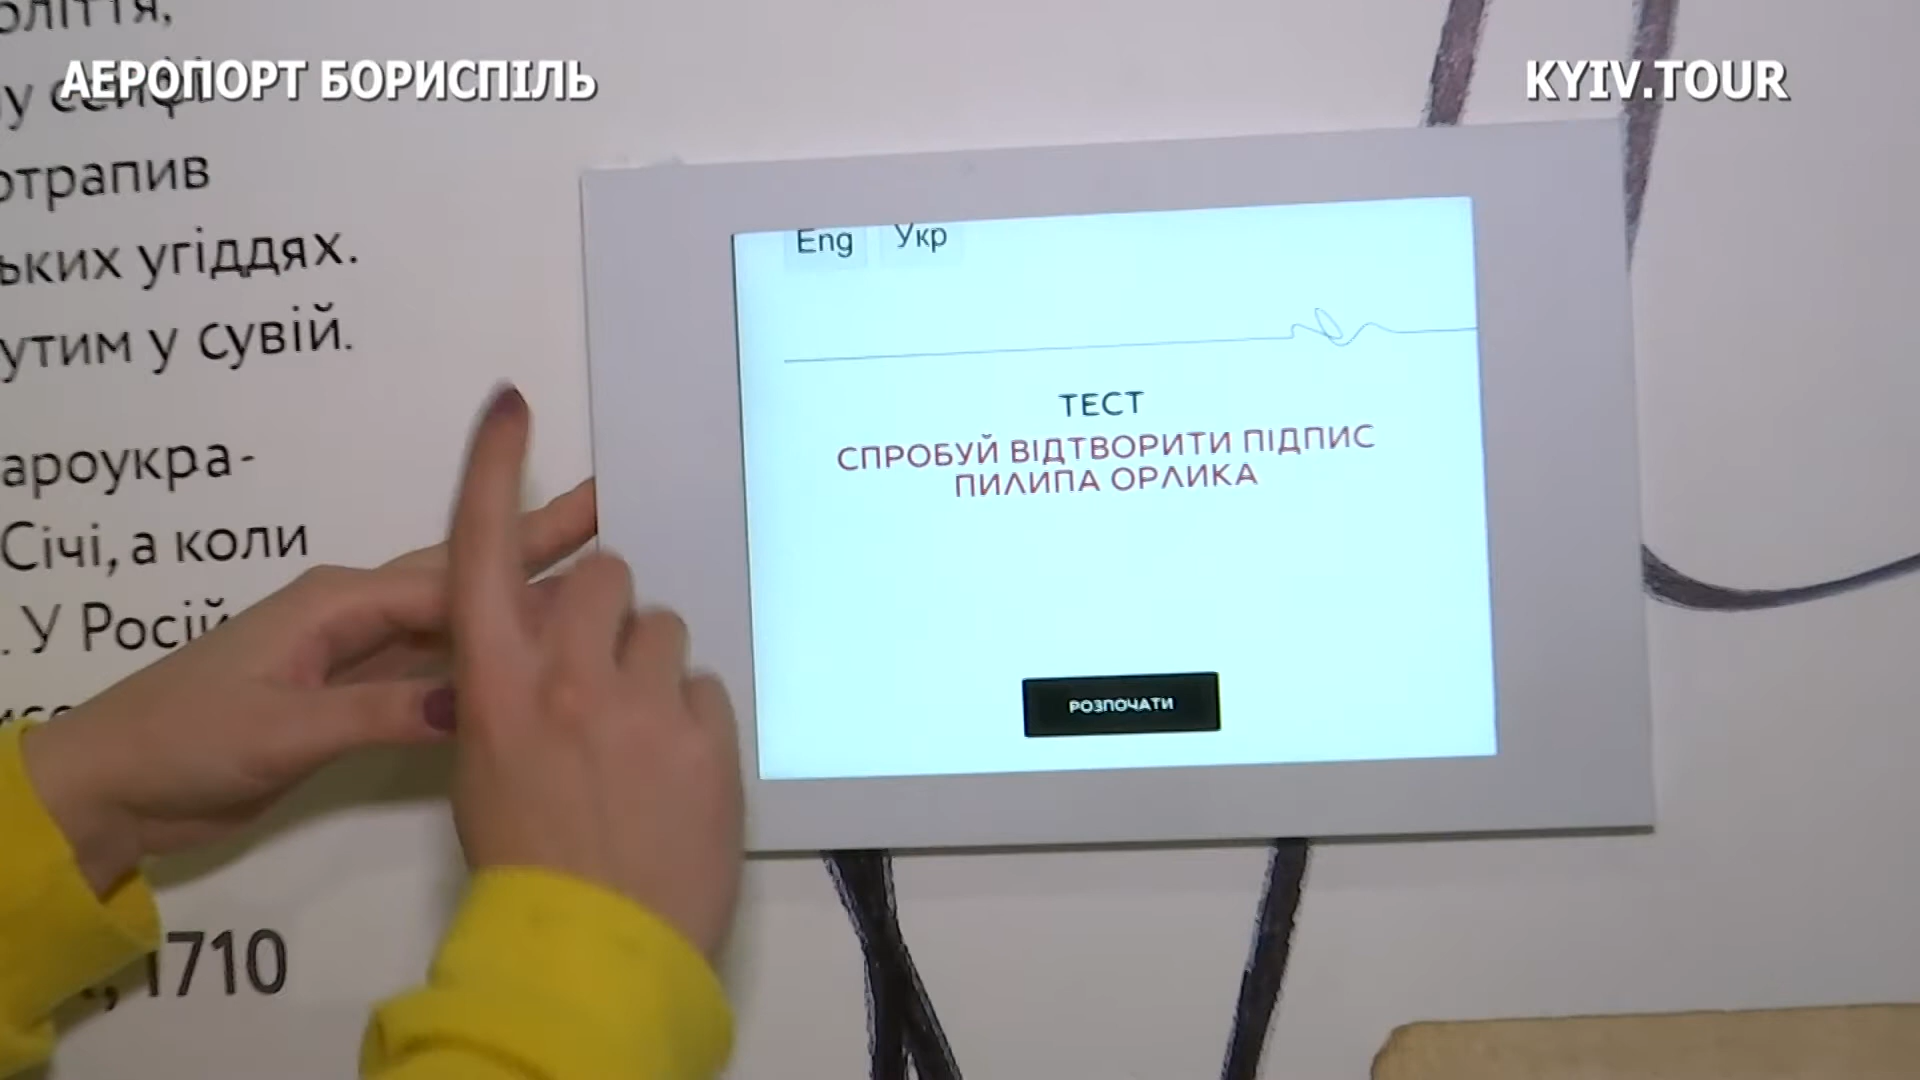 АЕРОПОРТ БОРИСПІЛЬ
KYIV.TOUR
отрапив
ьких угіддях.
утим у сувій.
ароукра-
Січі, а коли
. У Росій
1710
Eng Укр
ТЕСТ
СПРОБУЙ ВІДТВОРИТИ ПІДПИС
ПИЛИПА ОРЛИКА
РОЗПОЧАТИ